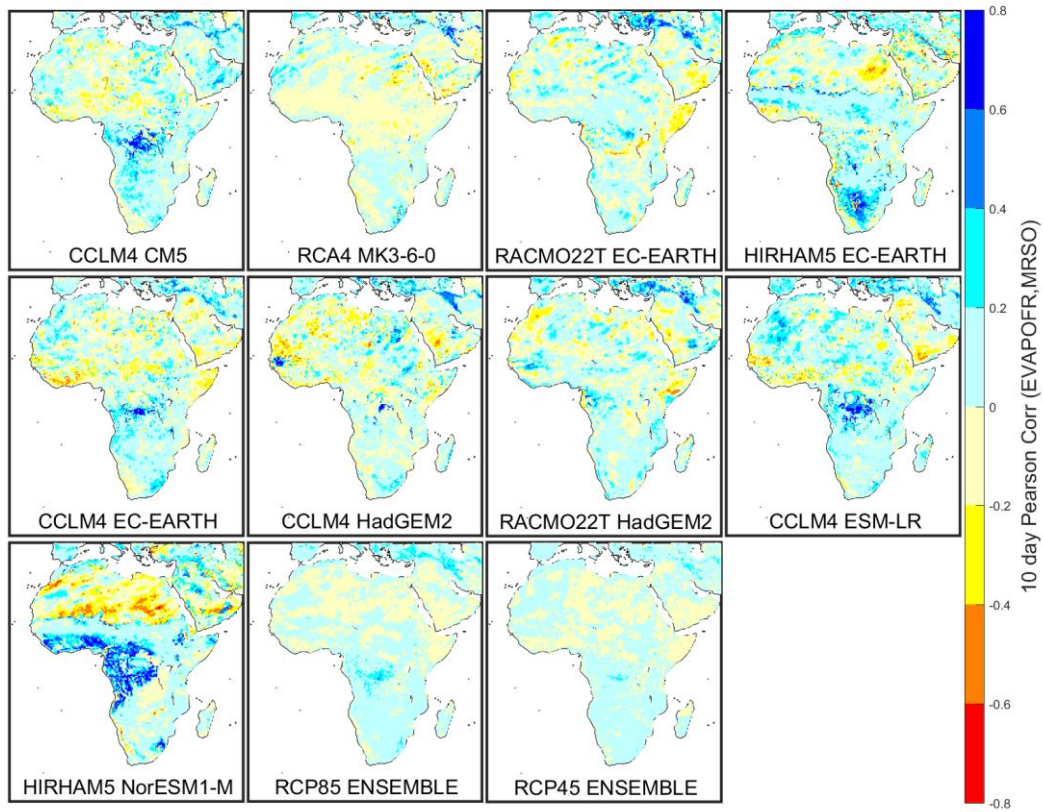 CCLM4 CM5
RCA4 MK3-6-0
RACMO22T EC-EARTH
HIRHAM5 EC-EARTH
CCLM4 EC-EARTH
CCLM4 HadGEM2
RACMO22T HadGEM2
CCLM4 ESM-LR
HIRHAM5 NorESM1-M
RCP85 ENSEMBLE
RCP45 ENSEMBLE
0.8
0.6
0.4
0.2
0
-0.2
-0.4
-0.6
-0.8
10 day Pearson Corr (EVAPOFR,MRSO)